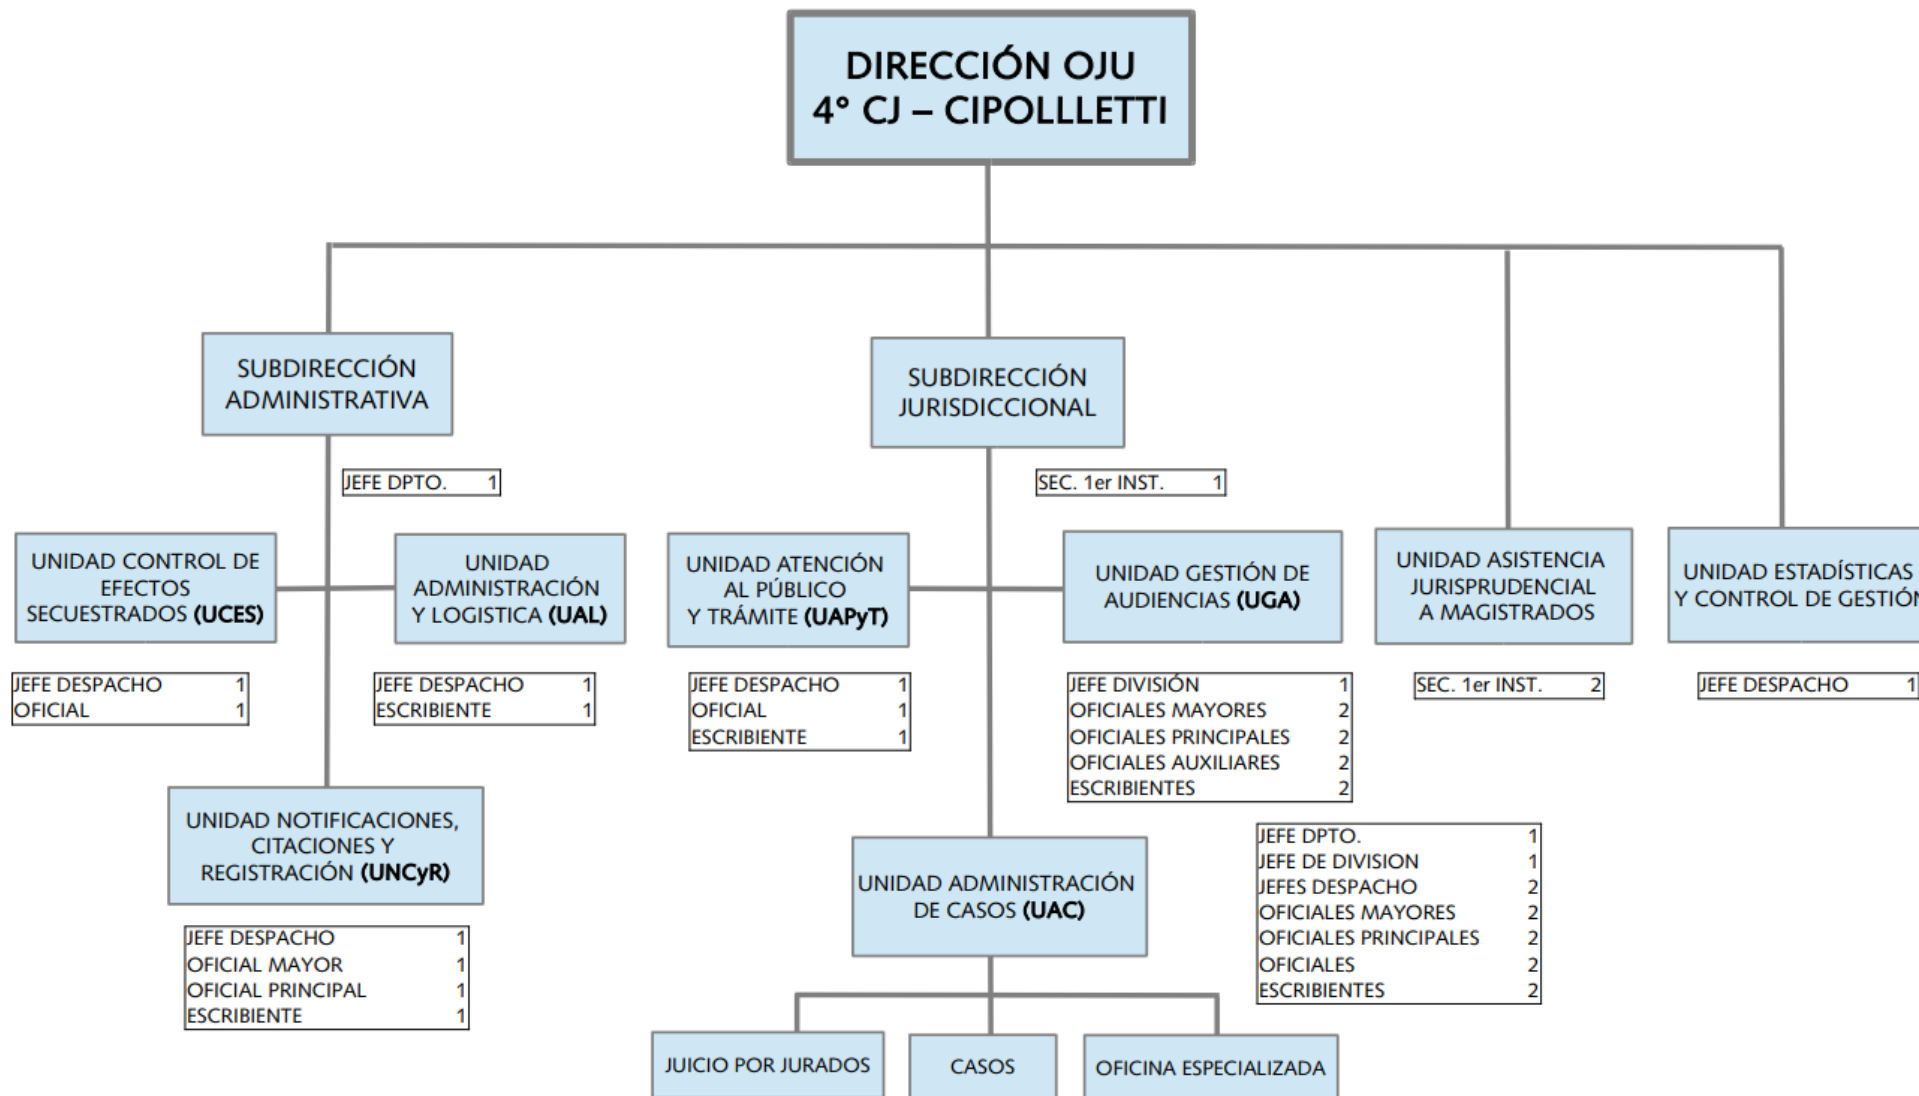 DIRECCIÓN OJU
4° CJ – CIPOLLLETTI
SUBDIRECCIÓN
ADMINISTRATIVA
SUBDIRECCIÓN
JURISDICCIONAL
JEFE DPTO. 1
SEC. 1er INST. 1
UNIDAD CONTROL DE
EFECTOS
SECUESTRADOS (UCES)
UNIDAD
ADMINISTRACIÓN
Y LOGISTICA (UAL)
UNIDAD ATENCIÓN
AL PÚBLICO
Y TRÁMITE (UAPyT)
UNIDAD GESTIÓN DE
AUDIENCIAS (UGA)
UNIDAD ASISTENCIA
JURISPRUDENCIAL
A MAGISTRADOS
UNIDAD ESTADÍSTICAS
Y CONTROL DE GESTIÓN
JEFE DESPACHO 1
OFICIAL 1
JEFE DESPACHO 1
ESCRIBIENTE 1
JEFE DESPACHO 1
OFICIAL 1
ESCRIBIENTE 1
JEFE DIVISIÓN 1
OFICIALES MAYORES 2
OFICIALES PRINCIPALES 2
OFICIALES AUXILIARES 2
ESCRIBIENTES 2
SEC. 1er INST. 2
JEFE DESPACHO 1
UNIDAD NOTIFICACIONES,
CITACIONES Y
REGISTRACIÓN (UNCyR)
JEFE DESPACHO 1
OFICIAL MAYOR 1
OFICIAL PRINCIPAL 1
ESCRIBIENTE 1
UNIDAD ADMINISTRACIÓN
DE CASOS (UAC)
JEFE DPTO. 1
JEFE DE DIVISION 1
JEFES DESPACHO 2
OFICIALES MAYORES 2
OFICIALES PRINCIPALES 2
OFICIALES 2
ESCRIBIENTES 2
JUICIO POR JURADOS
CASOS
OFICINA ESPECIALIZADA